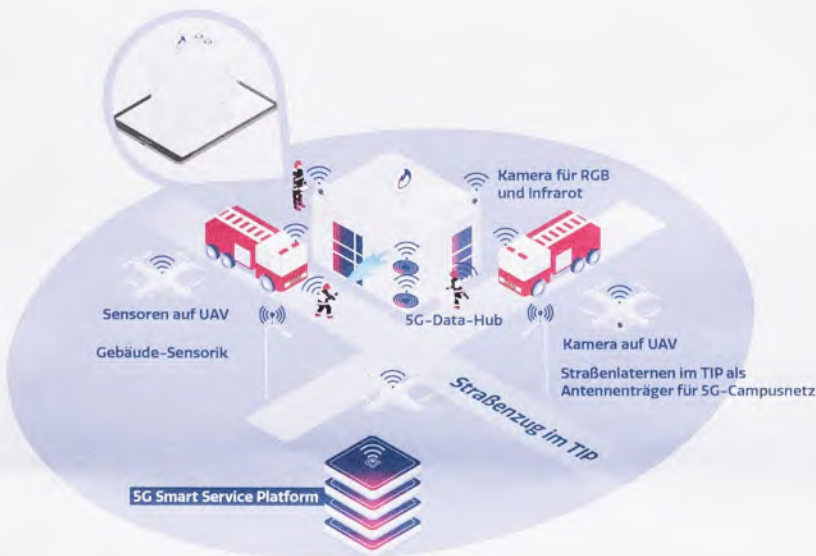 Kamera für RGB
und Infrarot
Sensoren auf UAV
Gebäude-Sensorik
5G-Data-Hub
Kamera auf UAV
Straßenlaternen im TIP als
Antennenträger für 5G-Campusnetz
Straßenzug im TIP
5G Smart Service Platform